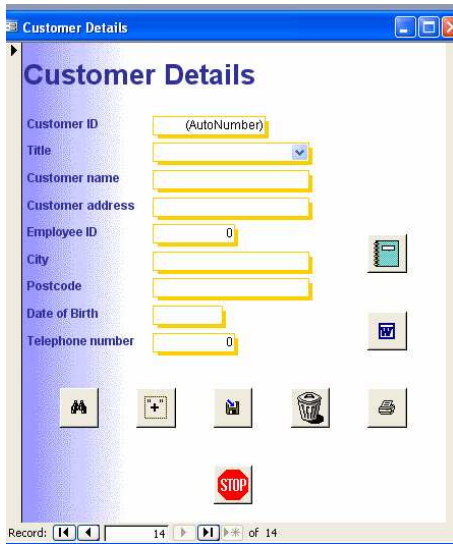 Customer Details
Customer Details
Customer ID (AutoNumber)
Title
Customer name
Customer address
Employee ID 0
City
Postcode
Date of Birth
Telephone number 0
W
"+"
STOP
Record: 14 of 14